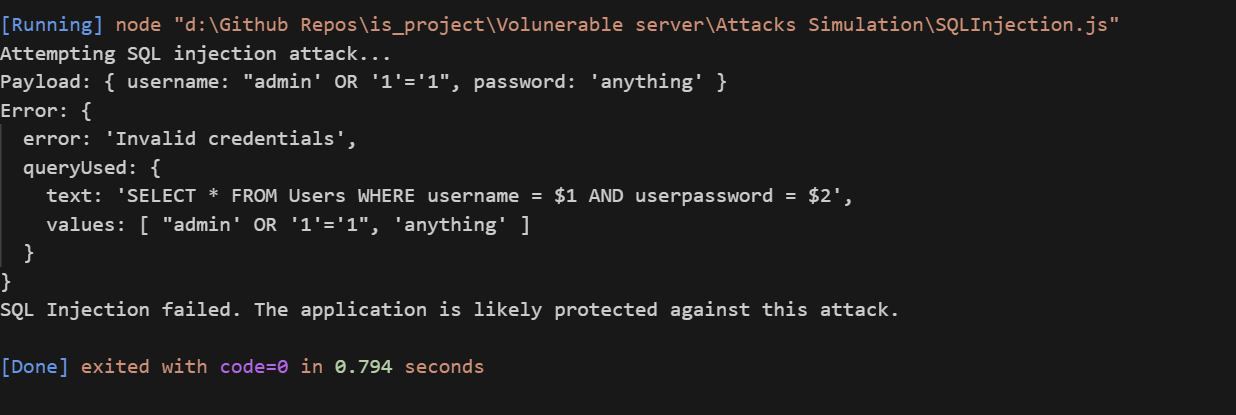 [Running] node "d:\Github Repos\is_project\Volunerable server\Attacks Simulation\SQLInjection.js"
Attempting SQL injection attack...
Payload: { username: "admin' OR '1'='1", password: 'anything' }
Error: {
  error: 'Invalid credentials',
  queryUsed: {
    text: 'SELECT * FROM Users WHERE username = $1 AND userpassword = $2',
    values: [ "admin' OR '1'='1", 'anything' ]
  }
}
SQL Injection failed. The application is likely protected against this attack.
[Done] exited with code=0 in 0.794 seconds